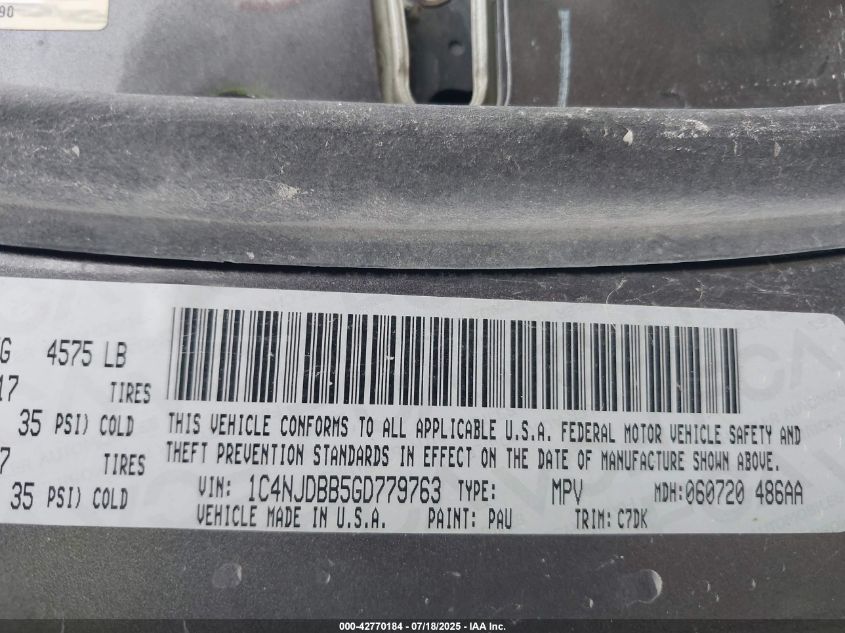 90
G 4575 LB
17 TIRES
35 PSI) COLD
7 TIRES
35 PSI) COLD
THIS VEHICLE CONFORMS TO ALL APPLICABLE U.S.A. FEDERAL MOTOR VEHICLE SAFETY AND
THEFT PREVENTION STANDARDS IN EFFECT ON THE DATE OF MANUFACTURE SHOWN ABOVE.
VIN: 1C4NJDBB5GD779763 TYPE: MPV MDH:060720 486AA
VEHICLE MADE IN U.S.A. PAINT: PAU TRIM: C7DK
000-42770184 - 07/18/2025 - IAA Inc.